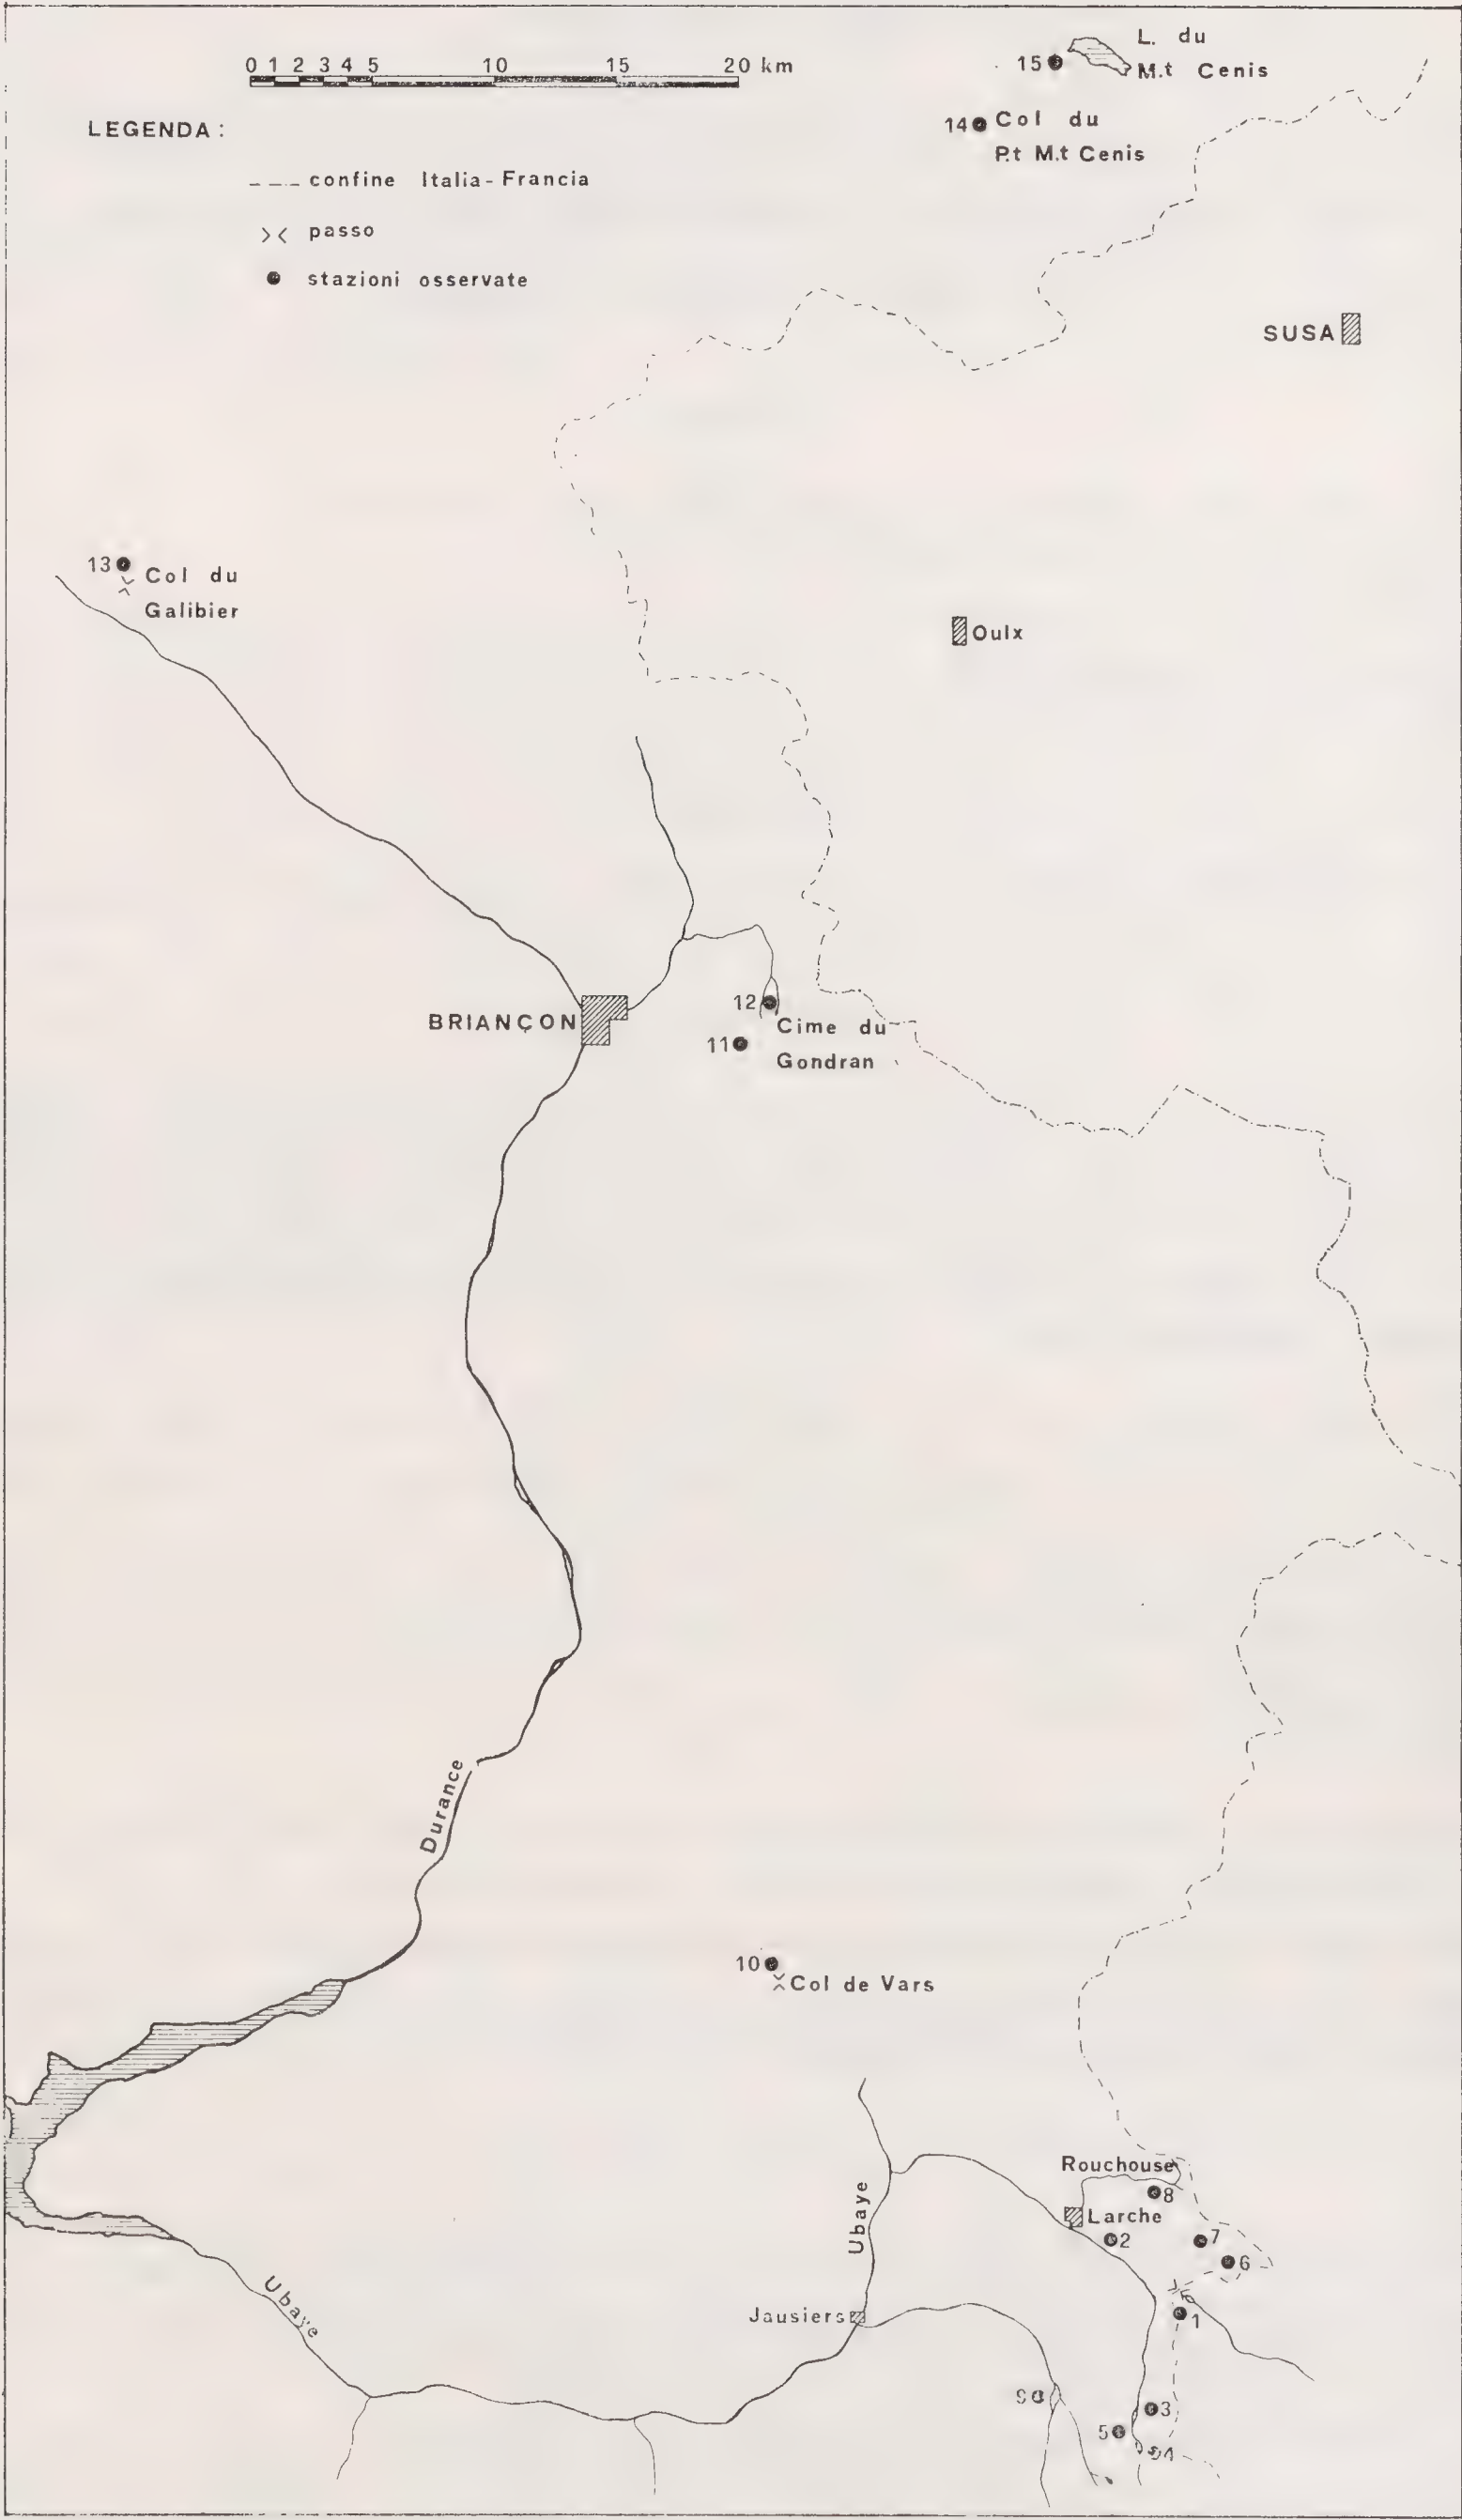 0 1 2 3 4 5 10 15 20 km
L. du
M.t Cenis
15
14 Col du
P.t M.t Cenis
LEGENDA :
confine Italia - Francia
passo
stazioni osservate
SUSA
13 Col du
Galibier
Oulx
BRIANÇON
12
Cime du
Gondran
11
Durance
10
Col de Vars
Rouchouse
8
Larche
2
7
6
Ubaye
Jausiers
1
Ubaye
9
3
5
4